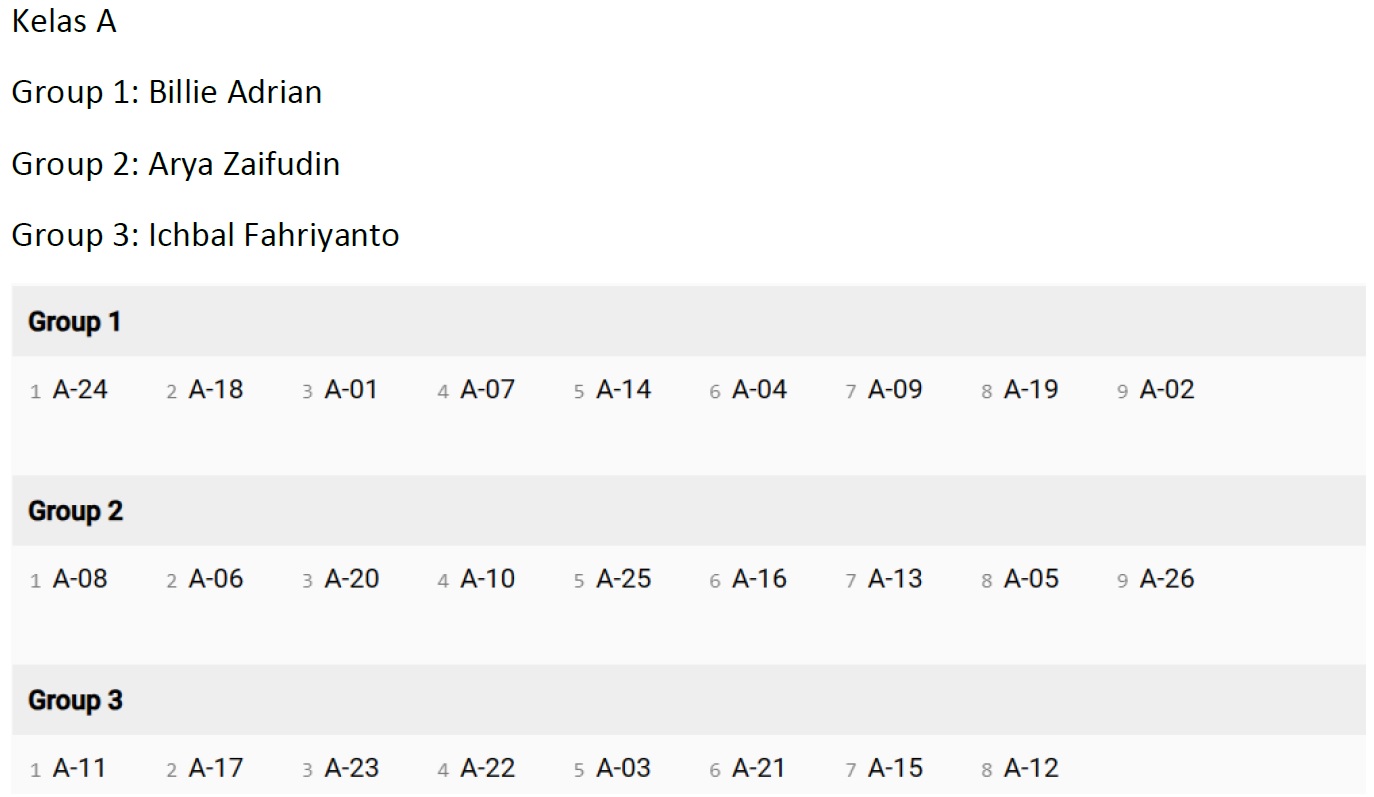 Kelas A
Group 1: Billie Adrian
Group 2: Arya Zaifudin
Group 3: Ichbal Fahriyanto
Group 1
1 A-24 2 A-18 3 A-01 4 A-07 5 A-14 6 A-04 7 A-09 8 A-19 9 A-02
Group 2
1 A-08 2 A-06 3 A-20 4 A-10 5 A-25 6 A-16 7 A-13 8 A-05 9 A-26
Group 3
1 A-11 2 A-17 3 A-23 4 A-22 5 A-03 6 A-21 7 A-15 8 A-12